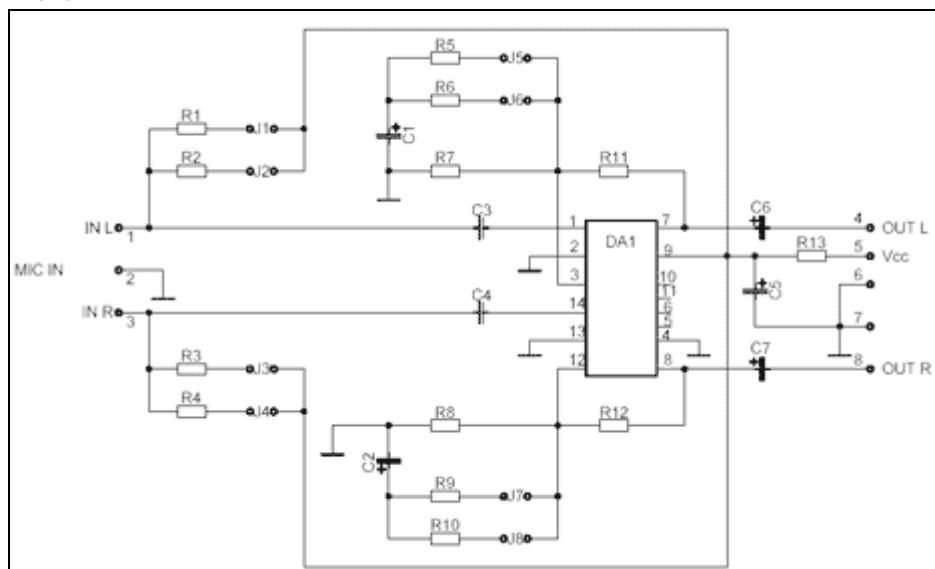 R5 J5
R6 J6
R1 J1
C1
R2 J2
R7 R11
C3 C6
IN L 1 1 7 4 OUT L
DA1 R13
2 9 5 Vcc
MIC IN 2 3 10 C5 6
11
C4
IN R 3 14 7
13 4 C7
12 8 8 OUT R
R3 J3
R4 J4
R8 R12
C2
R9 J7
R10 J8